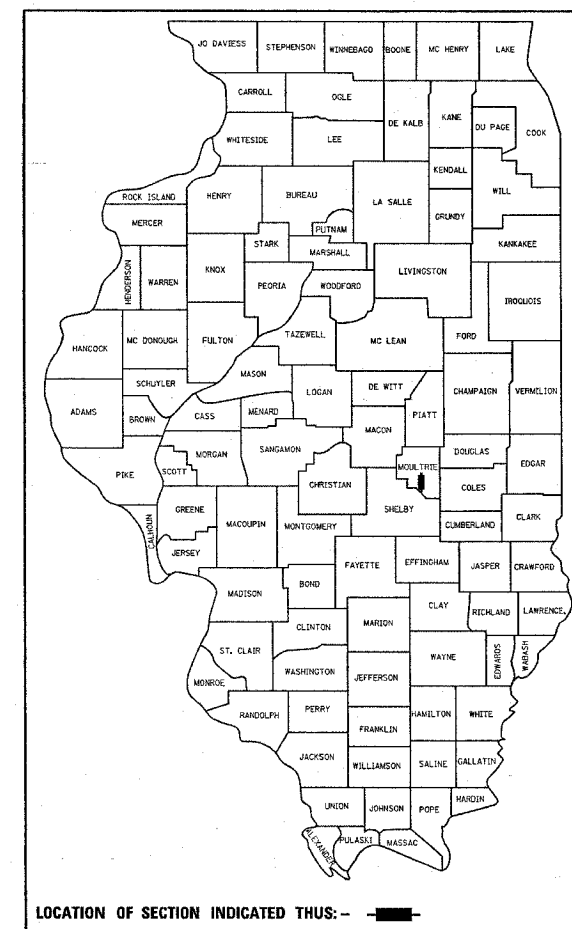 JO DAVIESS STEPHENSON WINNEBAGO BOONE MC HENRY LAKE
CARROLL OGLE DE KALB KANE DU PAGE COOK
WHITESIDE LEE KENDALL WILL
ROCK ISLAND HENRY BUREAU LA SALLE GRUNDY
MERCER STARK PUTNAM MARSHALL KANKAKEE
HENDERSON WARREN KNOX PEORIA WOODFORD LIVINGSTON IROQUOIS
HANCOCK MC DONOUGH FULTON TAZEWELL MC LEAN FORD
SCHUYLER MASON LOGAN DE WITT CHAMPAIGN VERMILION
ADAMS BROWN CASS MENARD MACON PIATT
PIKE SCOTT MORGAN SANGAMON CHRISTIAN MOULTRIE DOUGLAS EDGAR
COLES
CALHOUN GREENE MACOUPIN MONTGOMERY SHELBY CUMBERLAND CLARK
JERSEY FAYETTE EFFINGHAM JASPER CRAWFORD
MADISON BOND CLAY RICHLAND LAWRENCE
CLINTON MARION
ST. CLAIR WASHINGTON WAYNE EDWARDS WABASH
MONROE JEFFERSON
RANDOLPH PERRY HAMILTON WHITE
FRANKLIN
JACKSON WILLIAMSON SALINE GALLATIN
UNION JOHNSON POPE HARDIN
ALEXANDER PULASKI MASSAC
LOCATION OF SECTION INDICATED THUS:-